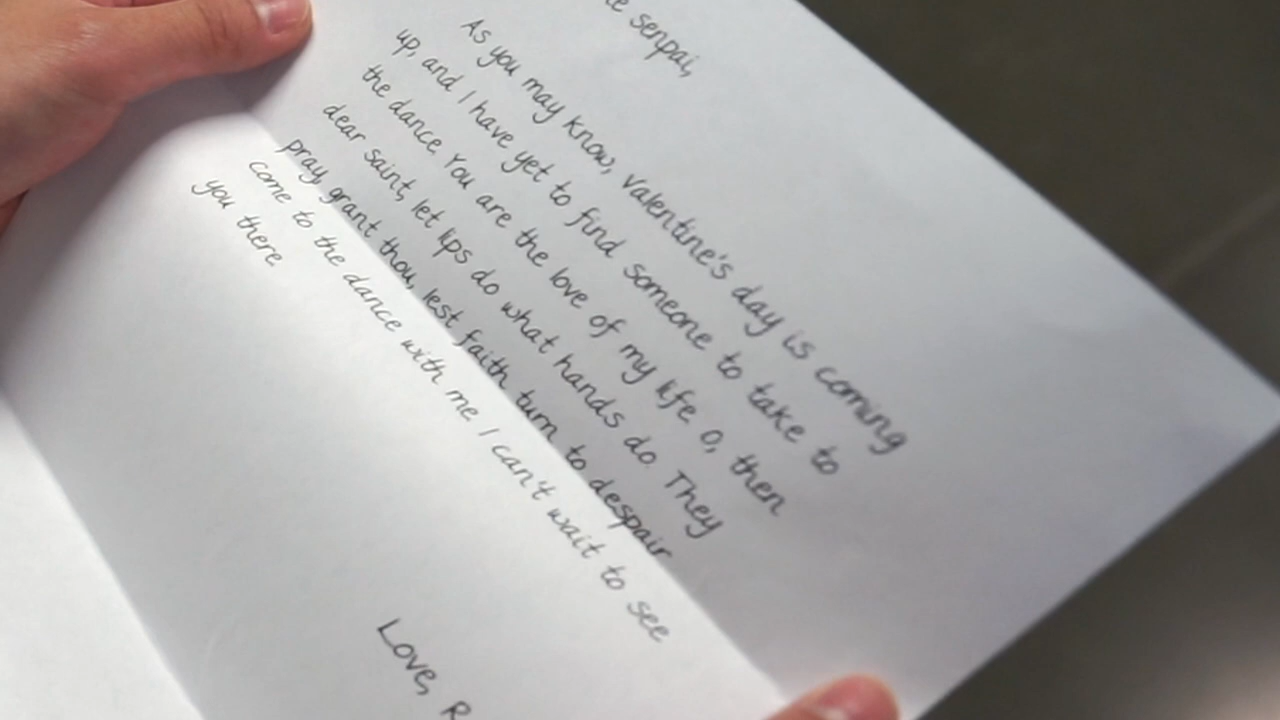 senpai,
As you may know, Valentine's day is coming
up, and I have yet to find someone to take to
the dance. You are the love of my life. O, then
dear saint, let lips do what hands do. They
pray, grant thou, lest faith turn to despair
come to the dance with me. I can't wait to see
you there.
Love, R